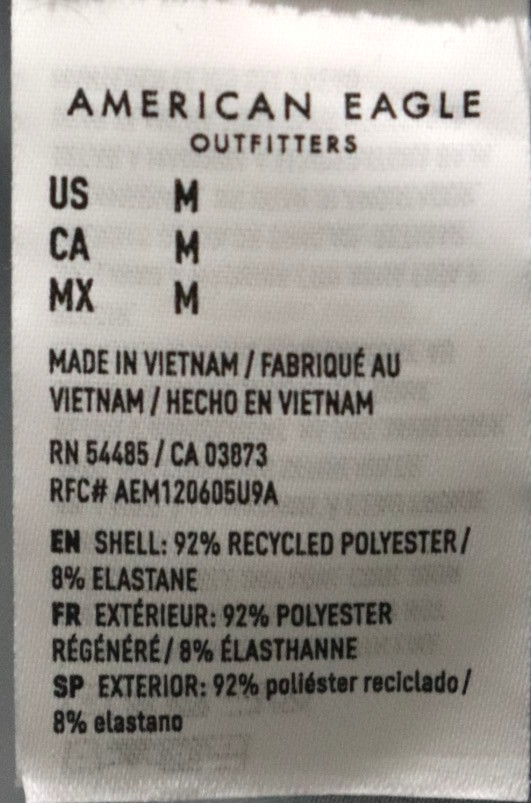 AMERICAN EAGLE
OUTFITTERS
US M
CA M
MX M
MADE IN VIETNAM / FABRIQUÉ AU
VIETNAM / HECHO EN VIETNAM
RN 54485 / CA 03873
RFC# AEM120605U9A
EN SHELL: 92% RECYCLED POLYESTER /
8% ELASTANE
FR EXTÉRIEUR: 92% POLYESTER
RÉGÉNÉRÉ / 8% ÉLASTHANNE
SP EXTERIOR: 92% poliéster reciclado /
8% elastano